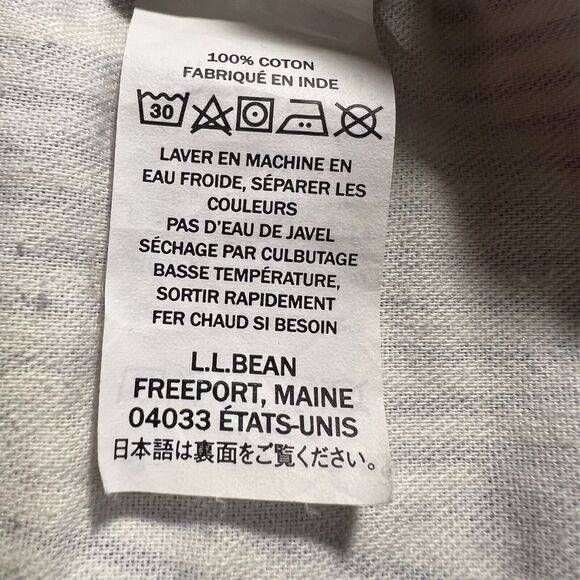 100% COTON
FABRIQUÉ EN INDE
30
LAVER EN MACHINE EN
EAU FROIDE, SÉPARER LES
COULEURS
PAS D'EAU DE JAVEL
SÉCHAGE PAR CULBUTAGE
BASSE TEMPÉRATURE,
SORTIR RAPIDEMENT
FER CHAUD SI BESOIN
L.L.BEAN
FREEPORT, MAINE
04033 ÉTATS-UNIS
日本語は裏面をご覧ください。